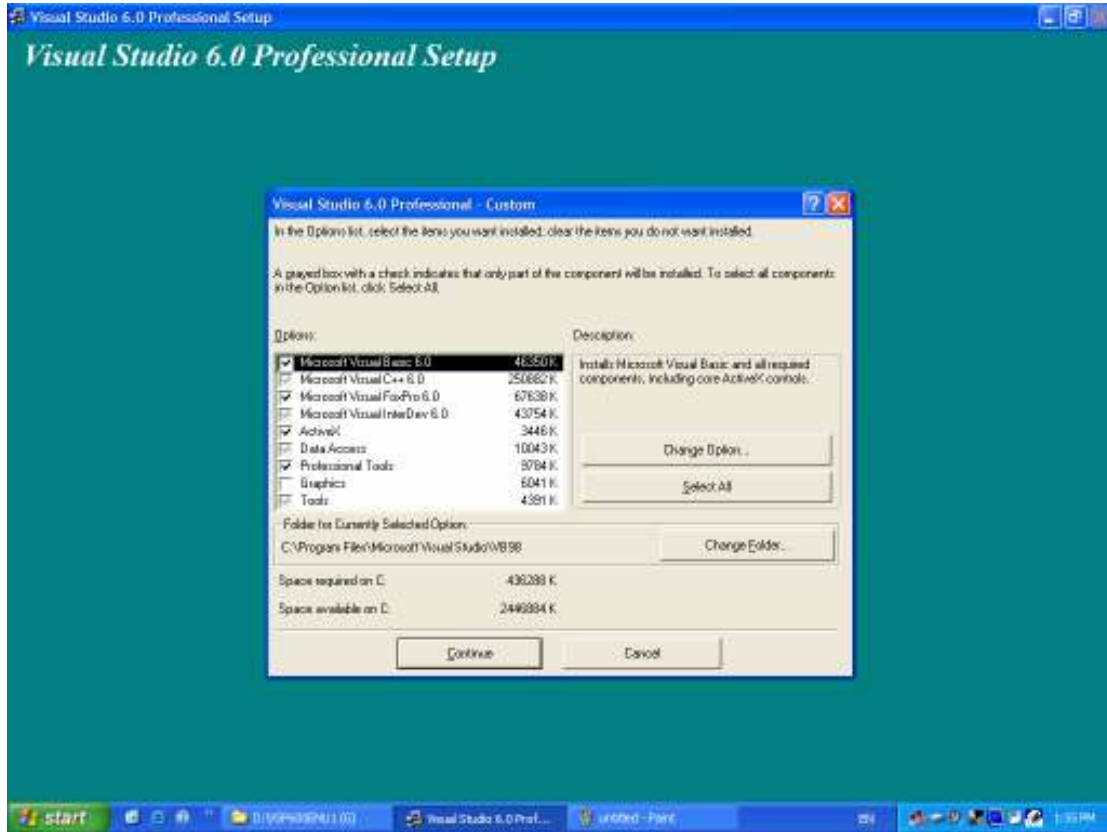 Visual Studio 6.0 Professional Setup
Visual Studio 6.0 Professional Setup
Visual Studio 6.0 Professional - Custom
In the Options list, select the items you want installed; clear the items you do not want installed.
A grayed box with a check indicates that only part of the component will be installed. To select all components
in the Option list, click Select All.
Options:
Description:
Microsoft Visual Basic 6.0 46350 K
Microsoft Visual C++ 6.0 250882 K
Microsoft Visual FoxPro 6.0 67638 K
Microsoft Visual InterDev 6.0 43754 K
ActiveX 3446 K
Data Access 10043 K
Professional Tools 9784 K
Graphics 6041 K
Tools 4391 K
Installs Microsoft Visual Basic and all required
components, including core ActiveX controls.
Change Option...
Select All
Folder for Currently Selected Option:
C:\Program Files\Microsoft Visual Studio\VB98
Change Folder...
Space required on C: 436288 K
Space available on C: 2446884 K
Continue
Cancel
start
Visual Studio 6.0 Prof...
untitled - Paint
EN
1:35 PM